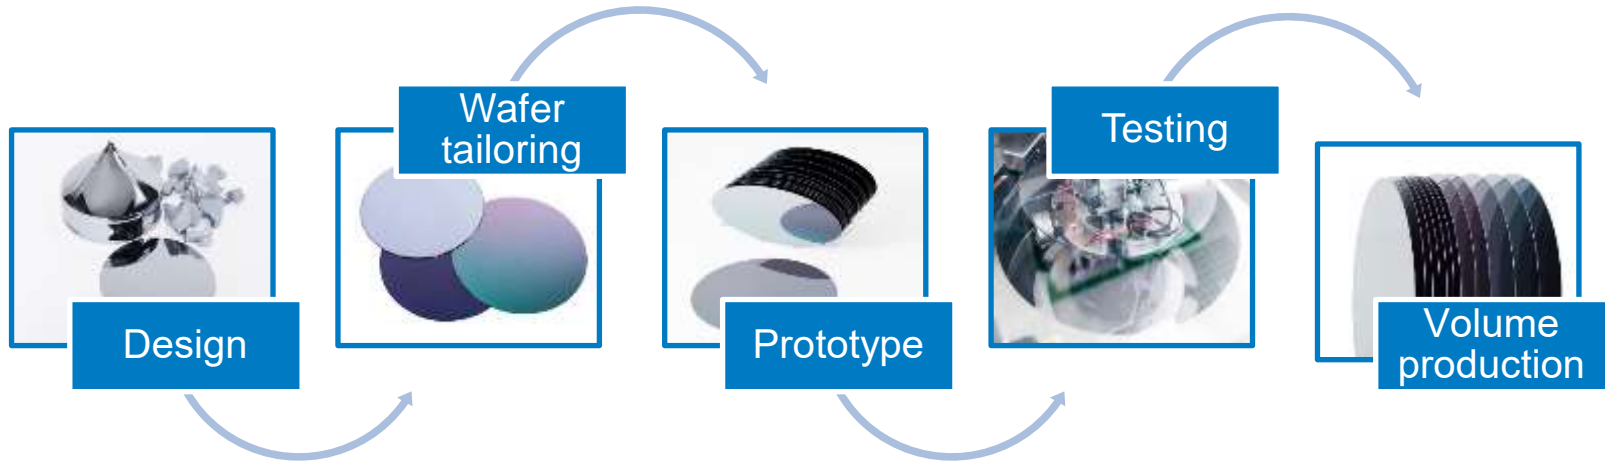 Design
Wafer
tailoring
Prototype
Testing
Volume
production